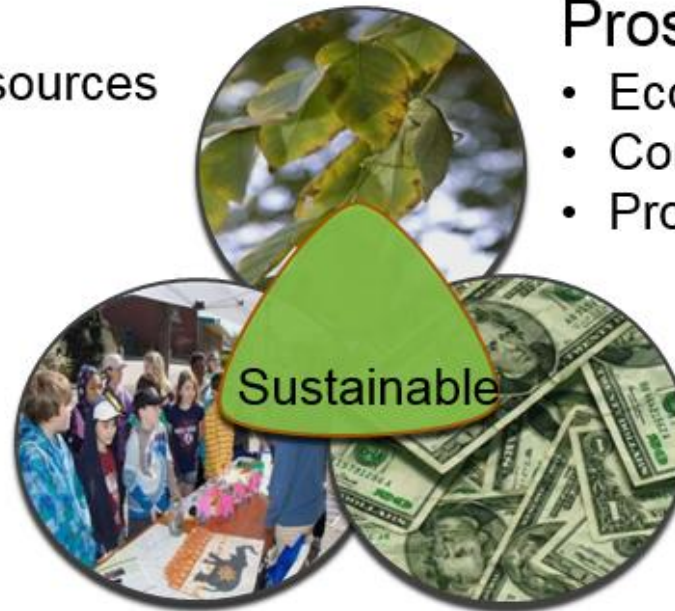 sources
Pros
• Eco
• Co
• Pro
Sustainable